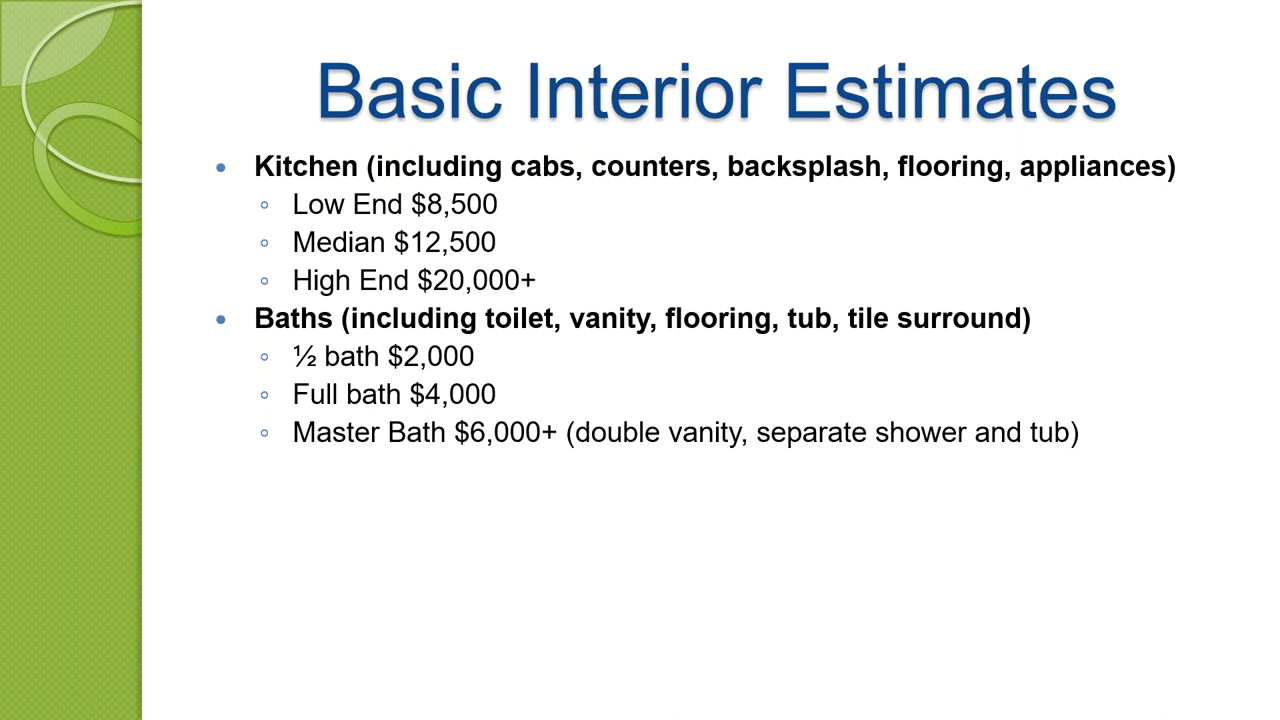 Basic Interior Estimates
• Kitchen (including cabs, counters, backsplash, flooring, appliances)
◦ Low End $8,500
◦ Median $12,500
◦ High End $20,000+
• Baths (including toilet, vanity, flooring, tub, tile surround)
◦ ½ bath $2,000
◦ Full bath $4,000
◦ Master Bath $6,000+ (double vanity, separate shower and tub)